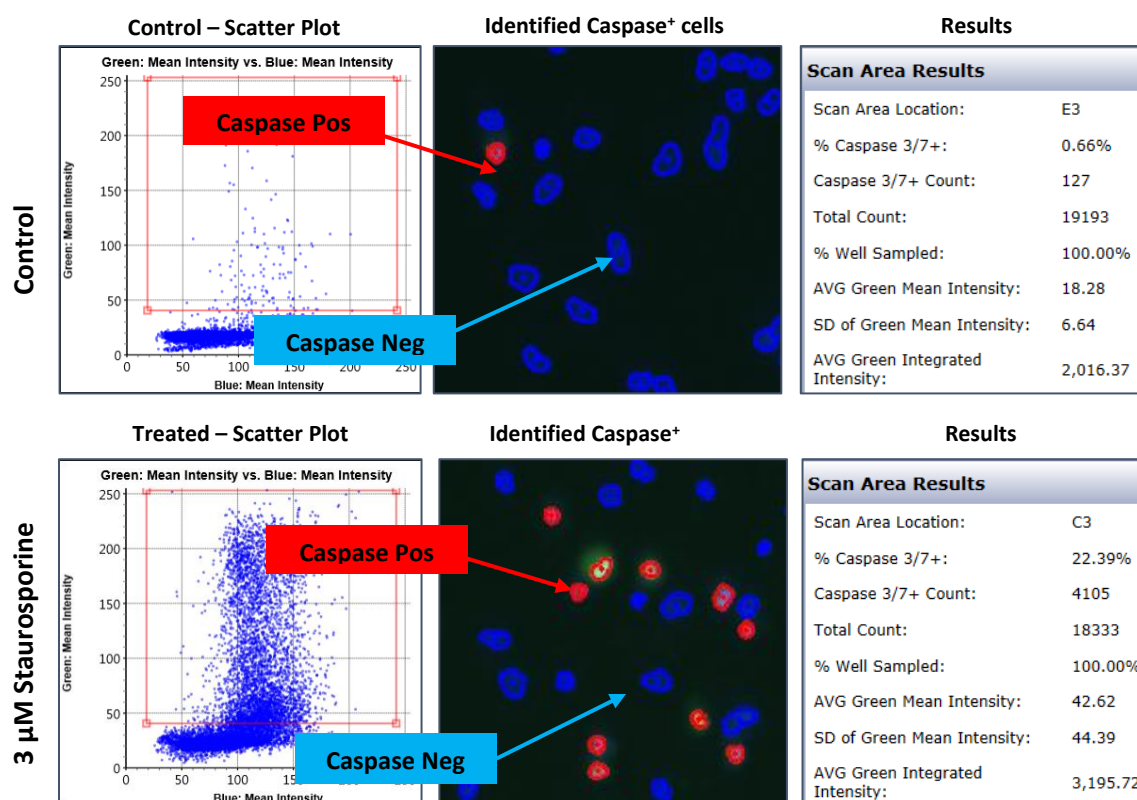 Control – Scatter Plot
Identified Caspase⁺ cells
Results
Control
Green: Mean Intensity vs. Blue: Mean Intensity
Green: Mean Intensity
250
200
150
100
50
0
0
50
100
150
200
250
Blue: Mean Intensity
Caspase Pos
Caspase Neg
Scan Area Results
Scan Area Location: E3
% Caspase 3/7+: 0.66%
Caspase 3/7+ Count: 127
Total Count: 19193
% Well Sampled: 100.00%
AVG Green Mean Intensity: 18.28
SD of Green Mean Intensity: 6.64
AVG Green Integrated
Intensity: 2,016.37
Treated – Scatter Plot
Identified Caspase⁺
Results
3 µM Staurosporine
Green: Mean Intensity vs. Blue: Mean Intensity
Green: Mean Intensity
250
200
150
100
50
0
0
50
100
Blue: Mean Intensity
Caspase Pos
Caspase Neg
Scan Area Results
Scan Area Location: C3
% Caspase 3/7+: 22.39%
Caspase 3/7+ Count: 4105
Total Count: 18333
% Well Sampled: 100.00%
AVG Green Mean Intensity: 42.62
SD of Green Mean Intensity: 44.39
AVG Green Integrated
Intensity: 3,195.72